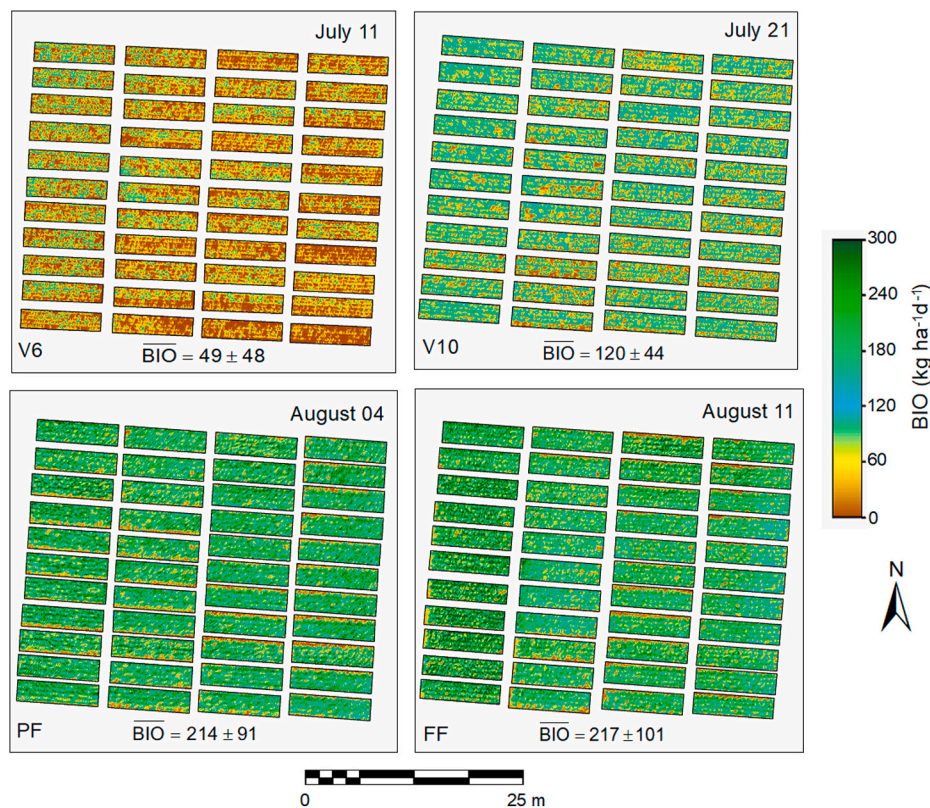 July 11
V6
BIO = 49 ± 48
July 21
V10
BIO = 120 ± 44
300
240
180
120
60
0
BIO (kg ha⁻¹d⁻¹)
August 04
PF
BIO = 214 ± 91
August 11
FF
BIO = 217 ± 101
N
0 25 m